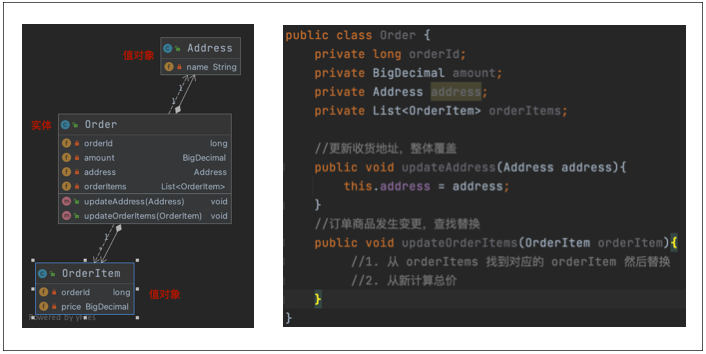 Address
值对象
name String
实体
Order
orderId long
amount BigDecimal
address Address
orderItems List<OrderItem>
updateAddress(Address) void
updateOrderItems(OrderItem) void
OrderItem
orderId long
price BigDecimal
值对象
1
1
1
public class Order {
private long orderId;
private BigDecimal amount;
private Address address;
private List<OrderItem> orderItems;
//更新收货地址，整体覆盖
public void updateAddress(Address address){
this.address = address;
}
//订单商品发生变更，查找替换
public void updateOrderItems(OrderItem orderItem){
//1. 从 orderItems 找到对应的 orderItem 然后替换
//2. 从新计算总价
}
}